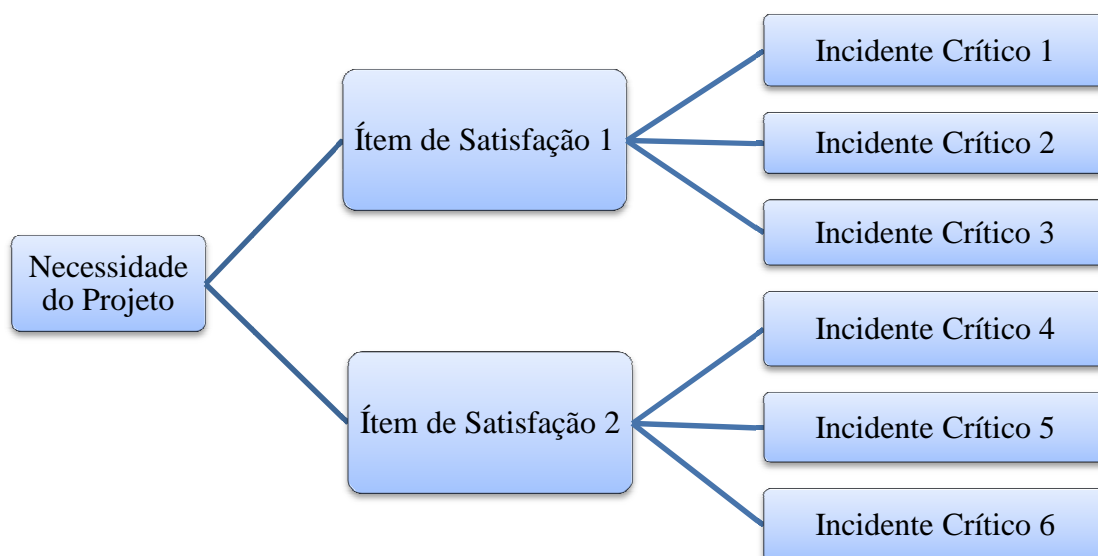 Necessidade
do Projeto
Ítem de Satisfação 1
Incidente Crítico 1
Incidente Crítico 2
Incidente Crítico 3
Ítem de Satisfação 2
Incidente Crítico 4
Incidente Crítico 5
Incidente Crítico 6